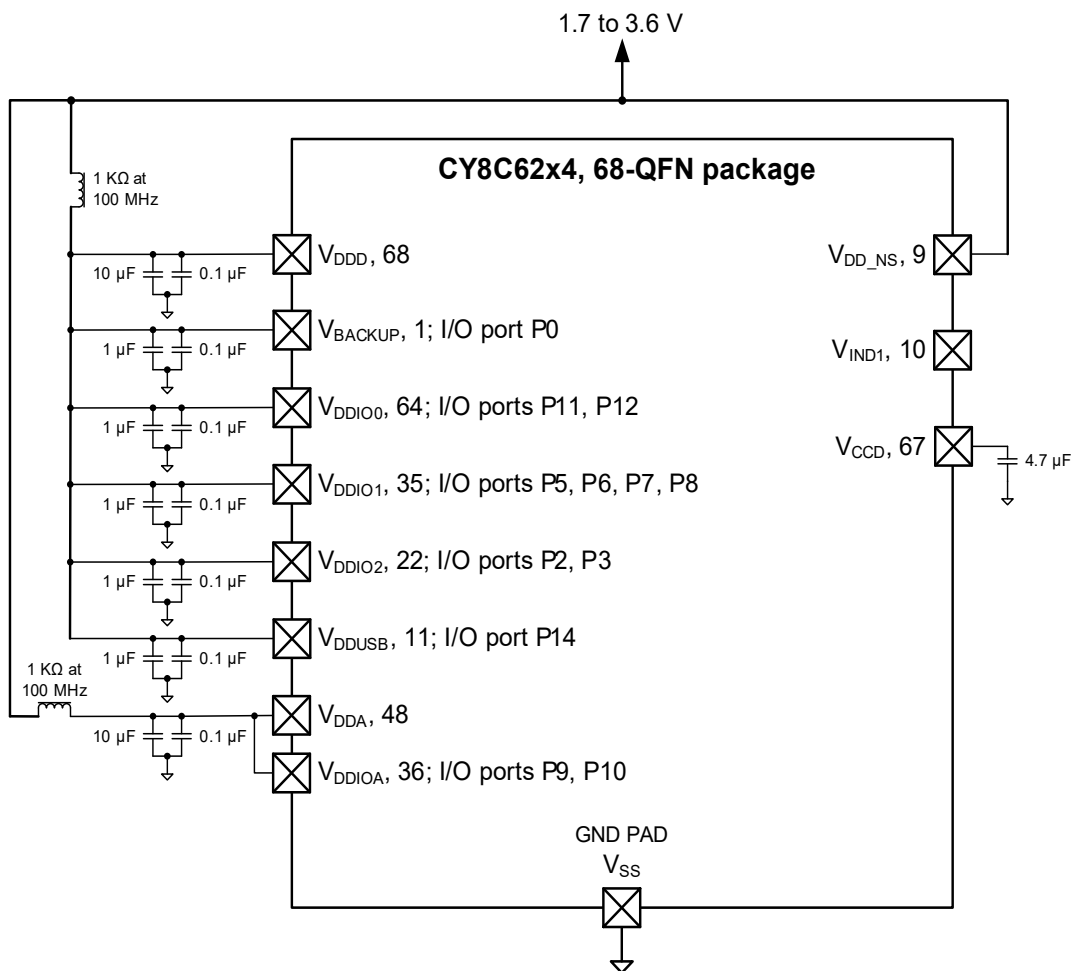 1.7 to 3.6 V
CY8C62x4, 68-QFN package
1 KΩ at
100 MHz
VDDD, 68
10 µF
0.1 µF
VBACKUP, 1; I/O port P0
1 µF
0.1 µF
VDDIO0, 64; I/O ports P11, P12
1 µF
0.1 µF
VDDIO1, 35; I/O ports P5, P6, P7, P8
1 µF
0.1 µF
VDDIO2, 22; I/O ports P2, P3
1 µF
0.1 µF
VDDUSB, 11; I/O port P14
1 µF
0.1 µF
1 KΩ at
100 MHz
VDDA, 48
10 µF
0.1 µF
VDDIOA, 36; I/O ports P9, P10
VDD_NS, 9
VIND1, 10
VCCD, 67
4.7 µF
GND PAD
VSS